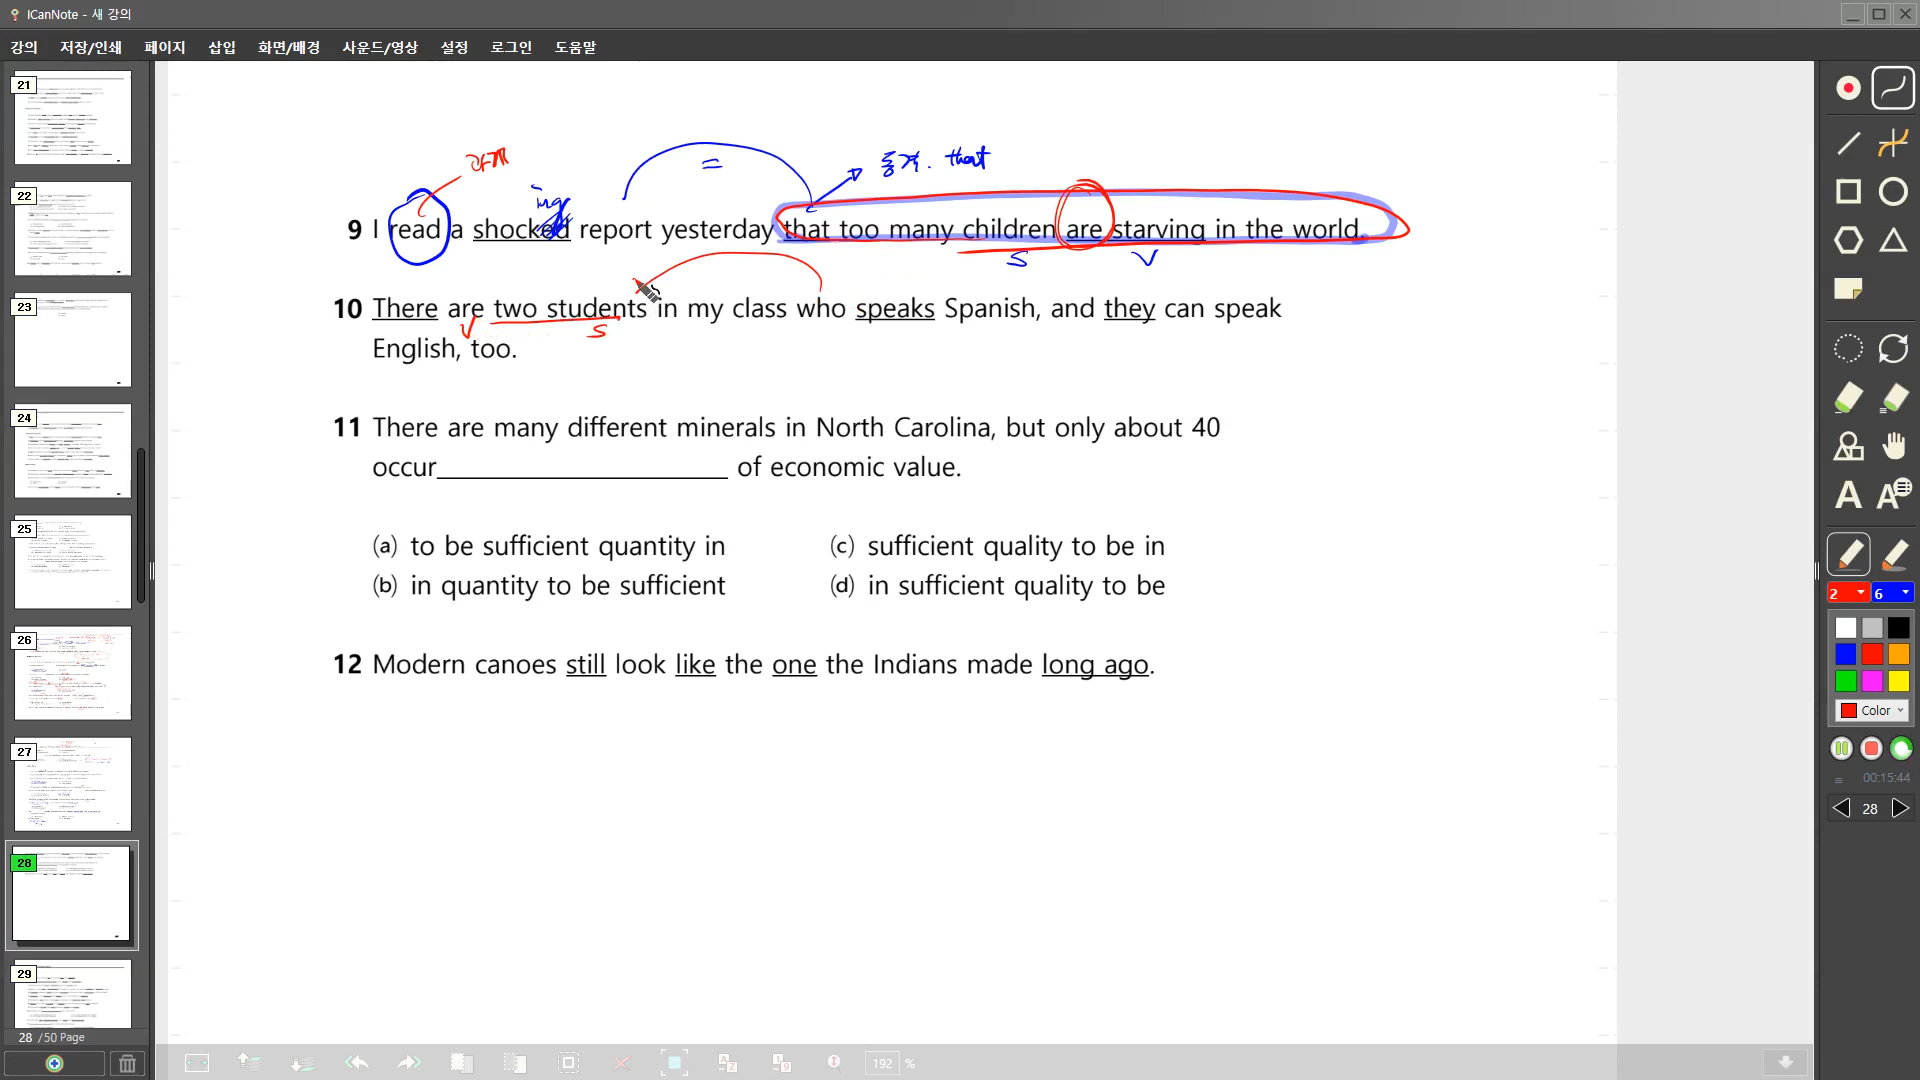 ICanNote - 새 강의
강의 저장/인쇄 페이지 삽입 화면/배경 사운드/영상 설정 로그인 도움말
21
22
23
24
25
26
27
28
29
28 /50 Page
과거
ing
=
동격. that
9 I read a shocked report yesterday that too many children are starving in the world.
S V
10 There are two students in my class who speaks Spanish, and they can speak
V S
English, too.
11 There are many different minerals in North Carolina, but only about 40
occur____________________ of economic value.
(a) to be sufficient quantity in (c) sufficient quality to be in
(b) in quantity to be sufficient (d) in sufficient quality to be
12 Modern canoes still look like the one the Indians made long ago.
2 6
Color
00:15:44
28
192 %